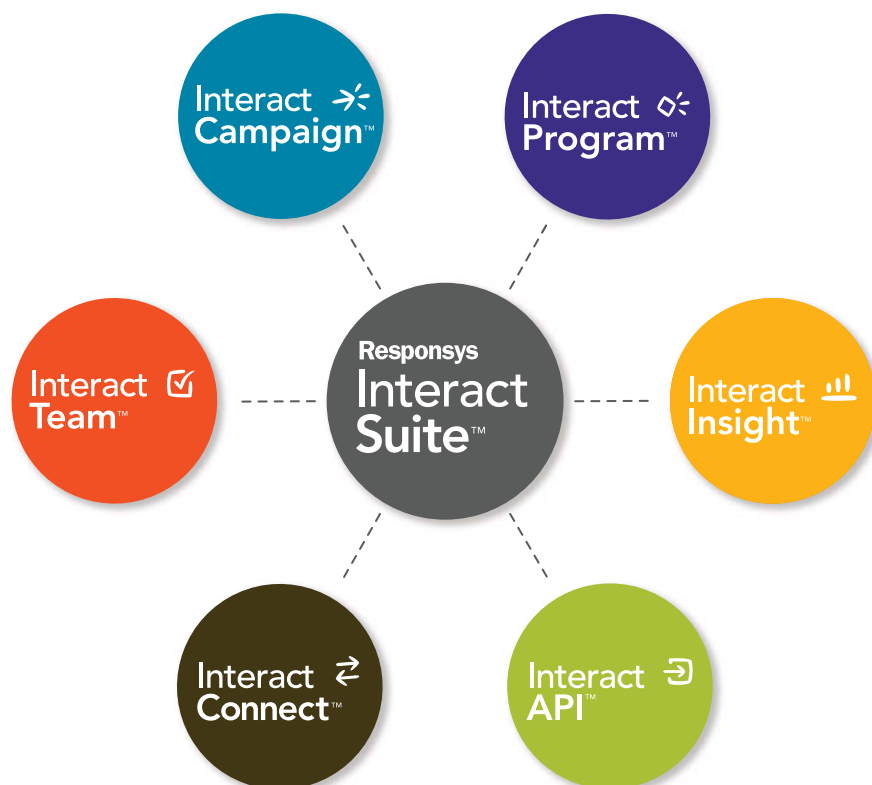 Interact
Campaign™
Interact
Program™
Responsys
Interact
Suite™
Interact
Team™
Interact
Insight™
Interact
Connect™
Interact
API™